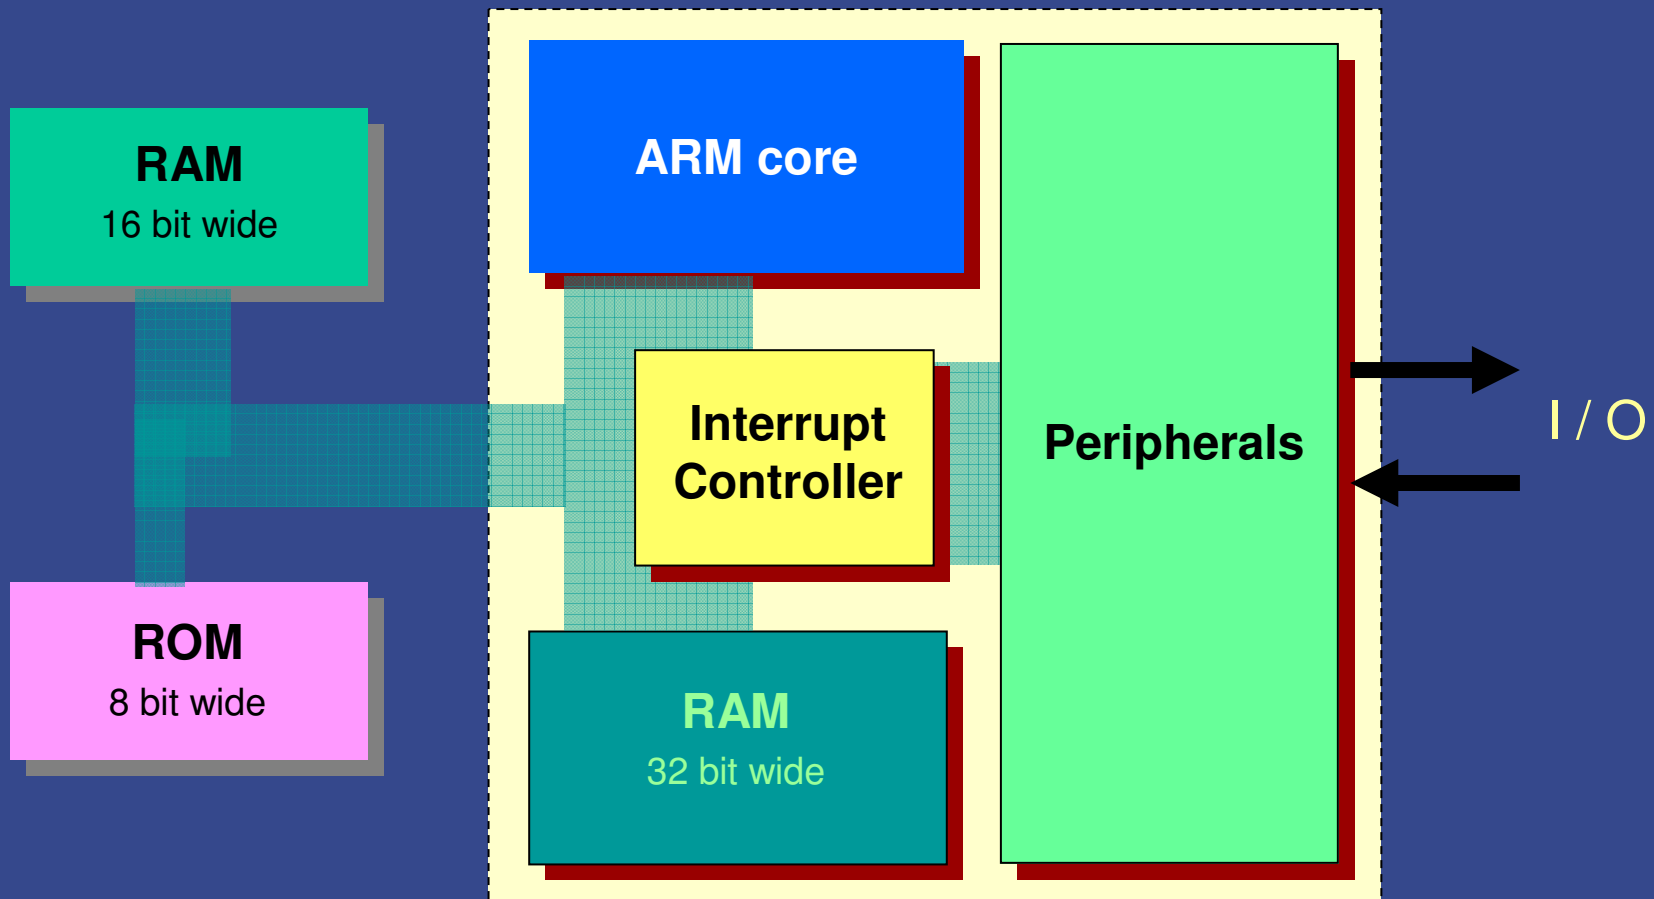 RAM
16 bit wide
ROM
8 bit wide
ARM core
Interrupt
Controller
RAM
32 bit wide
Peripherals
I / O